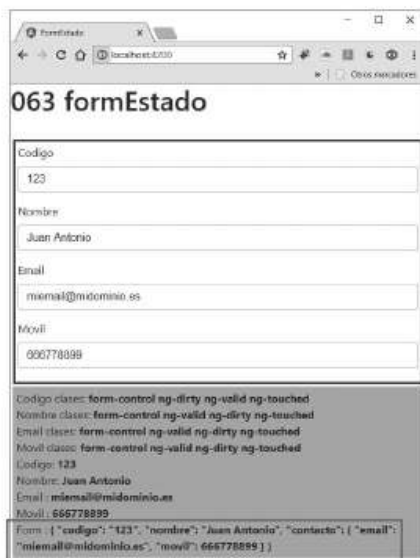 FormEstado
localhost:4200
Otros marcadores
063 formEstado
Codigo
123
Nombre
Juan Antonio
Email
miemail@midominio.es
Movil
666778899
Codigo clases: form-control ng-dirty ng-valid ng-touched
Nombre clases: form-control ng-valid ng-dirty ng-touched
Email clases: form-control ng-valid ng-dirty ng-touched
Movil clases: form-control ng-valid ng-dirty ng-touched
Codigo: 123
Nombre: Juan Antonio
Email : miemail@midominio.es
Movil : 666778899
Form : { "codigo": "123", "nombre": "Juan Antonio", "contacto": { "email":
"miemail@midominio.es", "movil": 666778899 } }